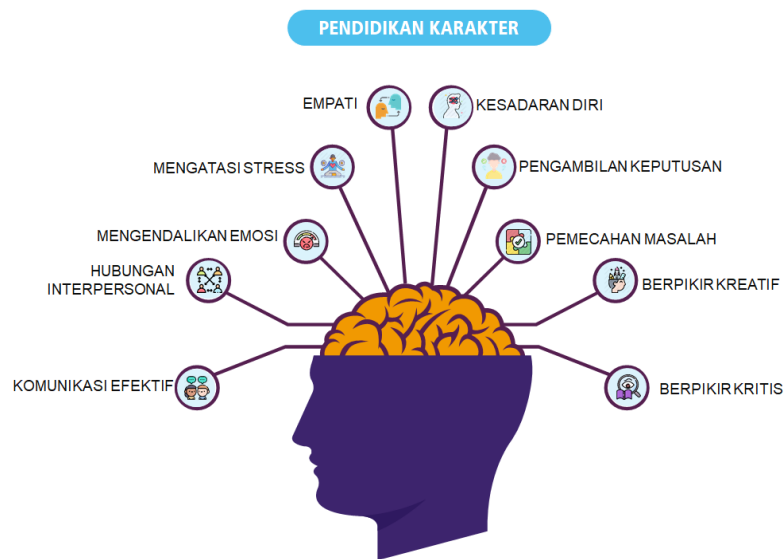 PENDIDIKAN KARAKTER
EMPATI
KESADARAN DIRI
MENGATASI STRESS
PENGAMBILAN KEPUTUSAN
MENGENDALIKAN EMOSI
PEMECAHAN MASALAH
HUBUNGAN
INTERPERSONAL
BERPIKIR KREATIF
KOMUNIKASI EFEKTIF
BERPIKIR KRITIS